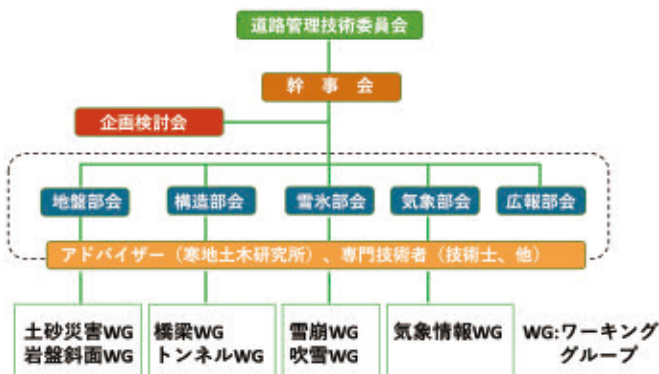 道路管理技術委員会
幹 事 会
企画検討会
地盤部会 構造部会 雪氷部会 気象部会 広報部会
アドバイザー（寒地土木研究所）、専門技術者（技術士、他）
土砂災害WG 橋梁WG 雪崩WG 気象情報WG WG:ワーキング
岩盤斜面WG トンネルWG 吹雪WG グループ